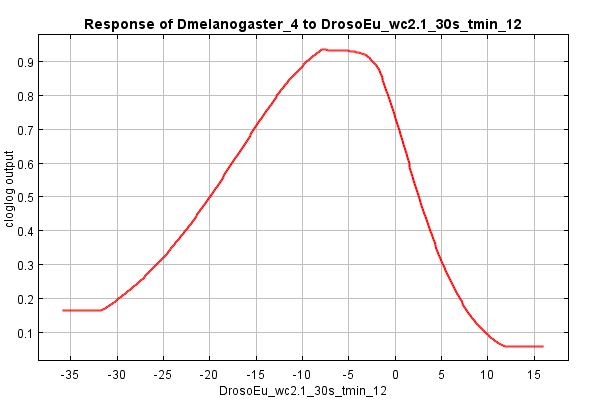 Response of Dmelanogaster_4 to DrosoEu_wc2.1_30s_tmin_12
cloglog output
0.9
0.8
0.7
0.6
0.5
0.4
0.3
0.2
0.1
-35 -30 -25 -20 -15 -10 -5 0 5 10 15
DrosoEu_wc2.1_30s_tmin_12